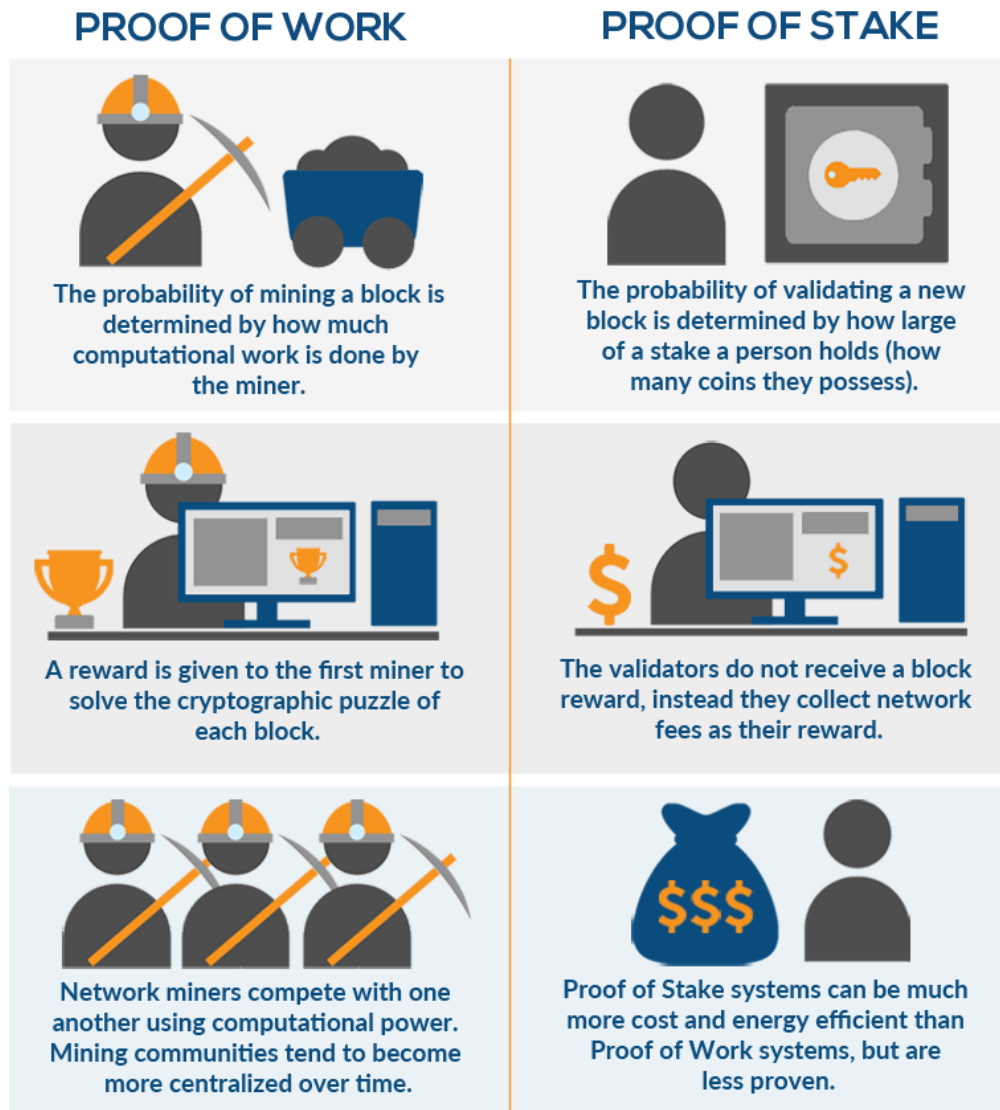 PROOF OF WORK
PROOF OF STAKE
The probability of mining a block is
determined by how much
computational work is done by
the miner.
The probability of validating a new
block is determined by how large
of a stake a person holds (how
many coins they possess).
$
$
A reward is given to the first miner to
solve the cryptographic puzzle of
each block.
The validators do not receive a block
reward, instead they collect network
fees as their reward.
$$$
Network miners compete with one
another using computational power.
Mining communities tend to become
more centralized over time.
Proof of Stake systems can be much
more cost and energy efficient than
Proof of Work systems, but are
less proven.